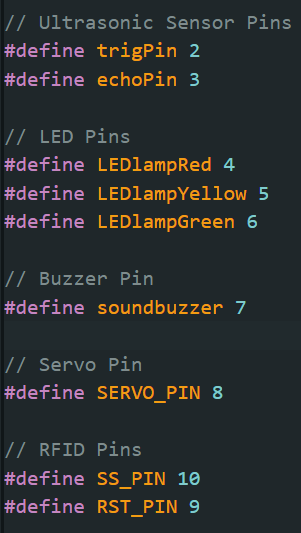 // Ultrasonic Sensor Pins
#define trigPin 2
#define echoPin 3
// LED Pins
#define LEDlampRed 4
#define LEDlampYellow 5
#define LEDlampGreen 6
// Buzzer Pin
#define soundbuzzer 7
// Servo Pin
#define SERVO_PIN 8
// RFID Pins
#define SS_PIN 10
#define RST_PIN 9